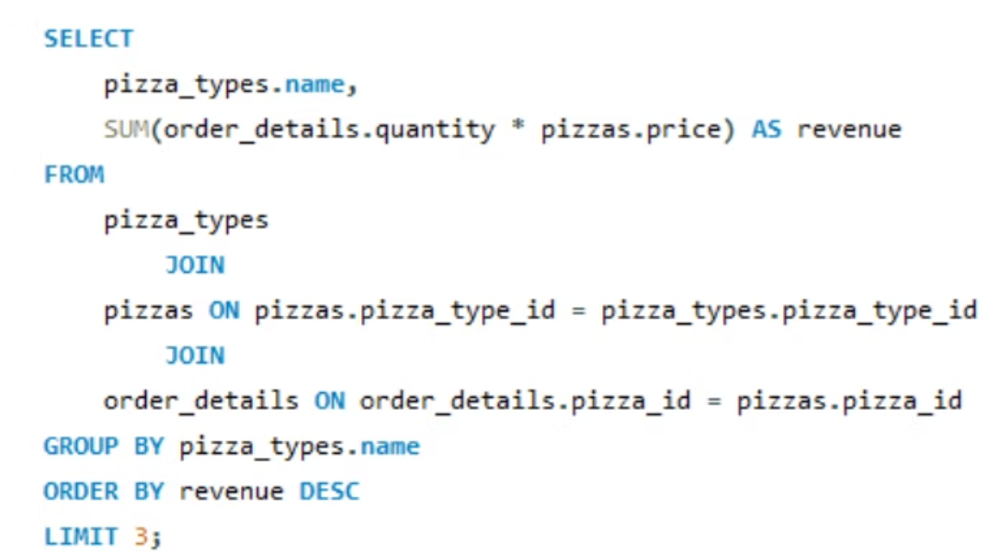 SELECT
    pizza_types.name,
    SUM(order_details.quantity * pizzas.price) AS revenue
FROM
    pizza_types
        JOIN
    pizzas ON pizzas.pizza_type_id = pizza_types.pizza_type_id
        JOIN
    order_details ON order_details.pizza_id = pizzas.pizza_id
GROUP BY pizza_types.name
ORDER BY revenue DESC
LIMIT 3;